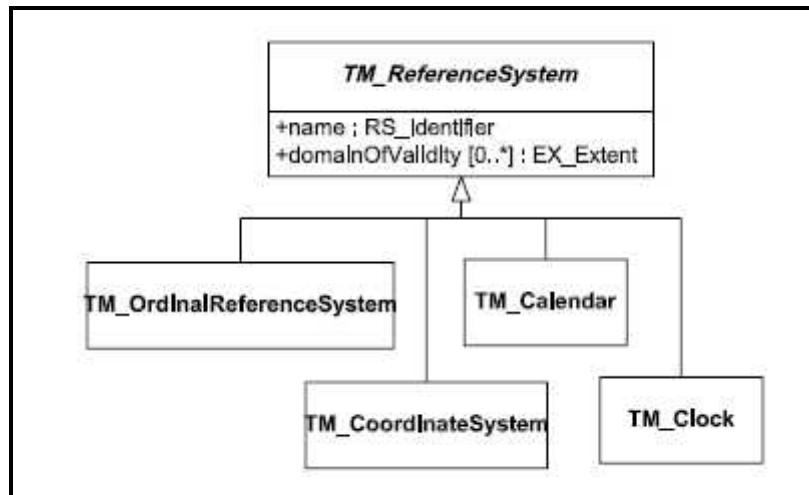 TM_ReferenceSystem
+name : RS_Identifier
+domainOfValidity [0..*] : EX_Extent
TM_OrdinalReferenceSystem
TM_Calendar
TM_CoordinateSystem
TM_Clock